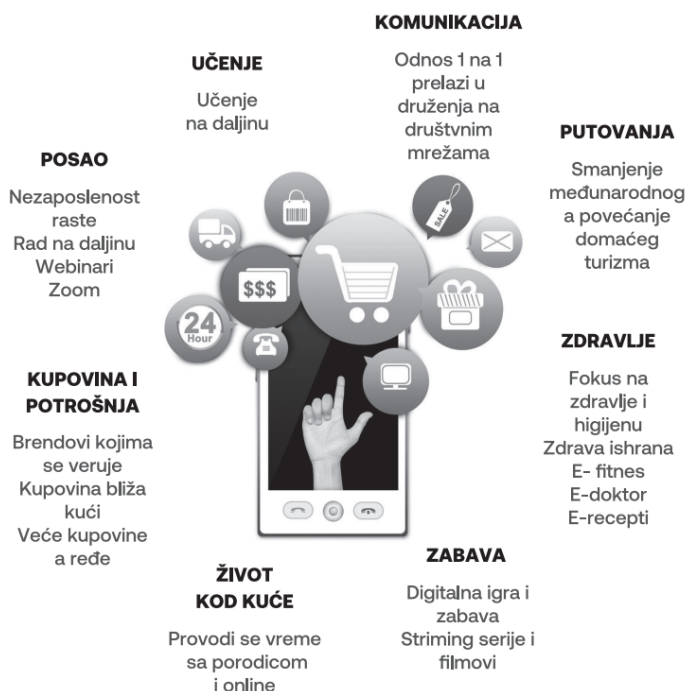 KOMUNIKACIJA
Odnos 1 na 1
prelazi u
druženja na
društvnim
mrežama
UČENJE
Učenje
na daljinu
PUTOVANJA
Smanjenje
međunarodnog
a povećanje
domaćeg
turizma
POSAO
Nezaposlenost
raste
Rad na daljinu
Webinari
Zoom
SALE
$$$
24
Hour
ZDRAVLJE
Fokus na
zdravlje i
higijenu
Zdrava ishrana
E- fitnes
E-doktor
E-recepti
KUPOVINA I
POTROŠNJA
Brendovi kojima
se veruje
Kupovina bliža
kući
Veće kupovine
a ređe
ŽIVOT
KOD KUĆE
Provodi se vreme
sa porodicom
i online
ZABAVA
Digitalna igra i
zabava
Striming serije i
filmovi